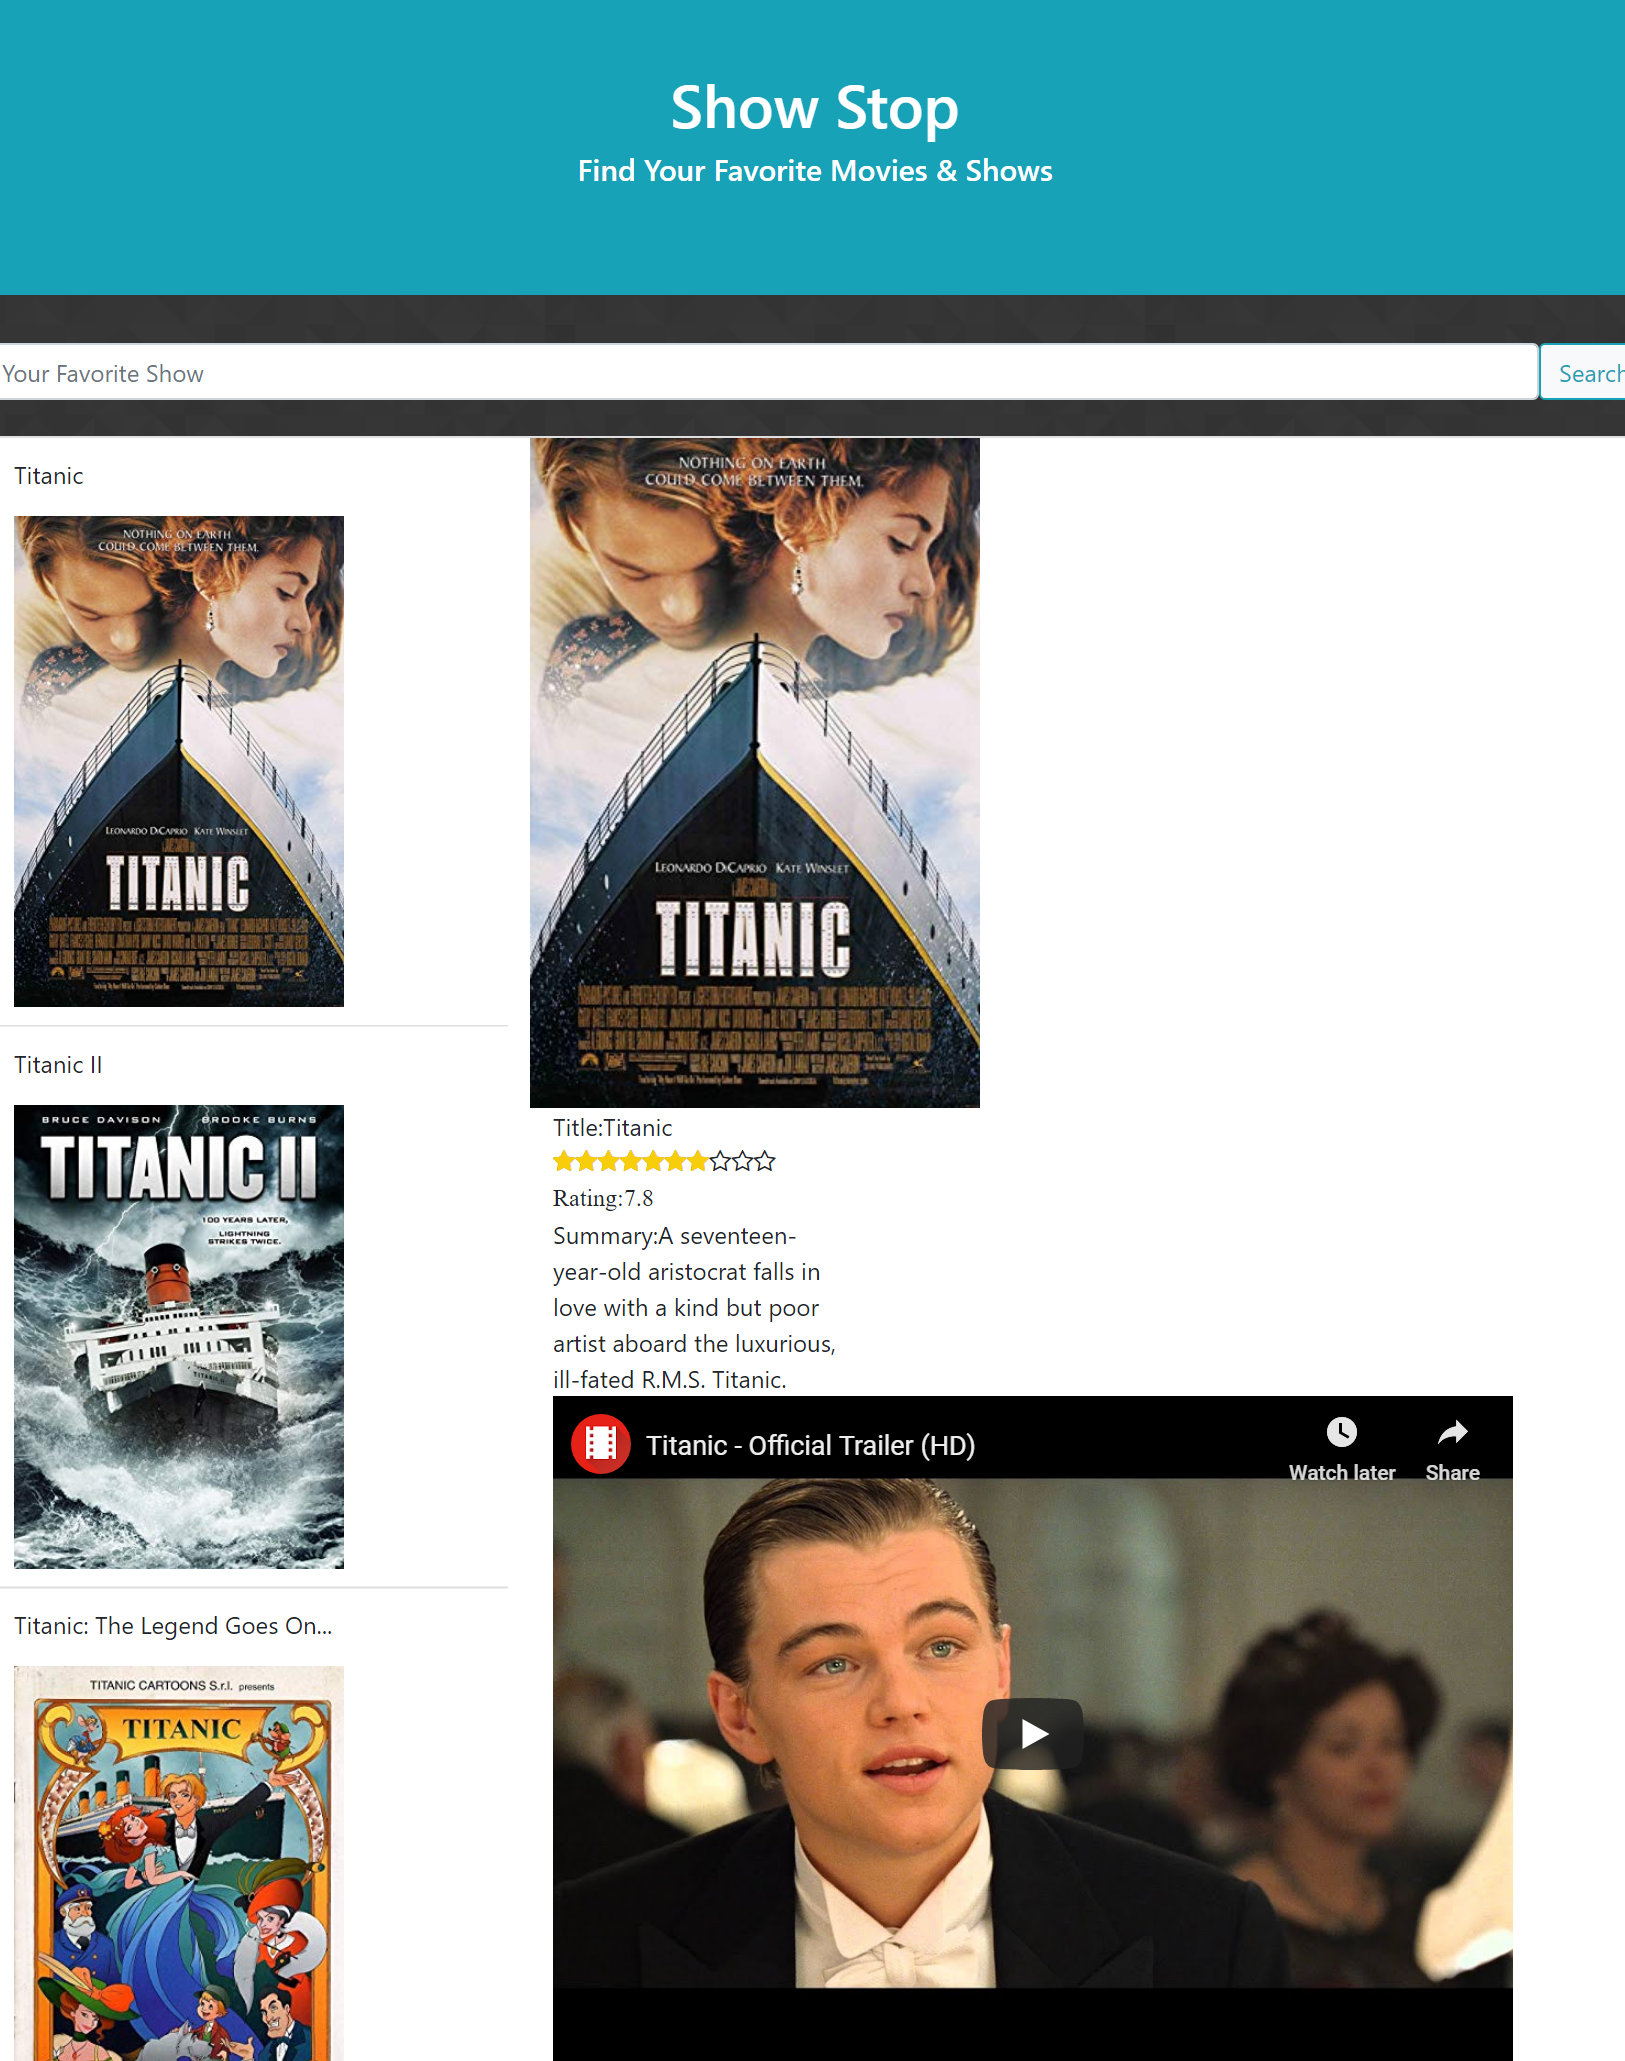 Show Stop
Find Your Favorite Movies & Shows
Your Favorite Show
Search
Titanic
NOTHING ON EARTH
COULD COME BETWEEN THEM.
LEONARDO DICAPRIO KATE WINSLET
TITANIC
Titanic II
BRUCE DAVISON BROOKE BURNS
TITANIC II
100 YEARS LATER,
LIGHTNING
STRIKES TWICE.
TITANIC II
Titanic: The Legend Goes On...
TITANIC CARTOONS S.r.l. presents
TITANIC
NOTHING ON EARTH
COULD COME BETWEEN THEM.
LEONARDO DICAPRIO KATE WINSLET
TITANIC
Title:Titanic
Rating:7.8
Summary:A seventeen-
year-old aristocrat falls in
love with a kind but poor
artist aboard the luxurious,
ill-fated R.M.S. Titanic.
Titanic - Official Trailer (HD)
Watch later
Share